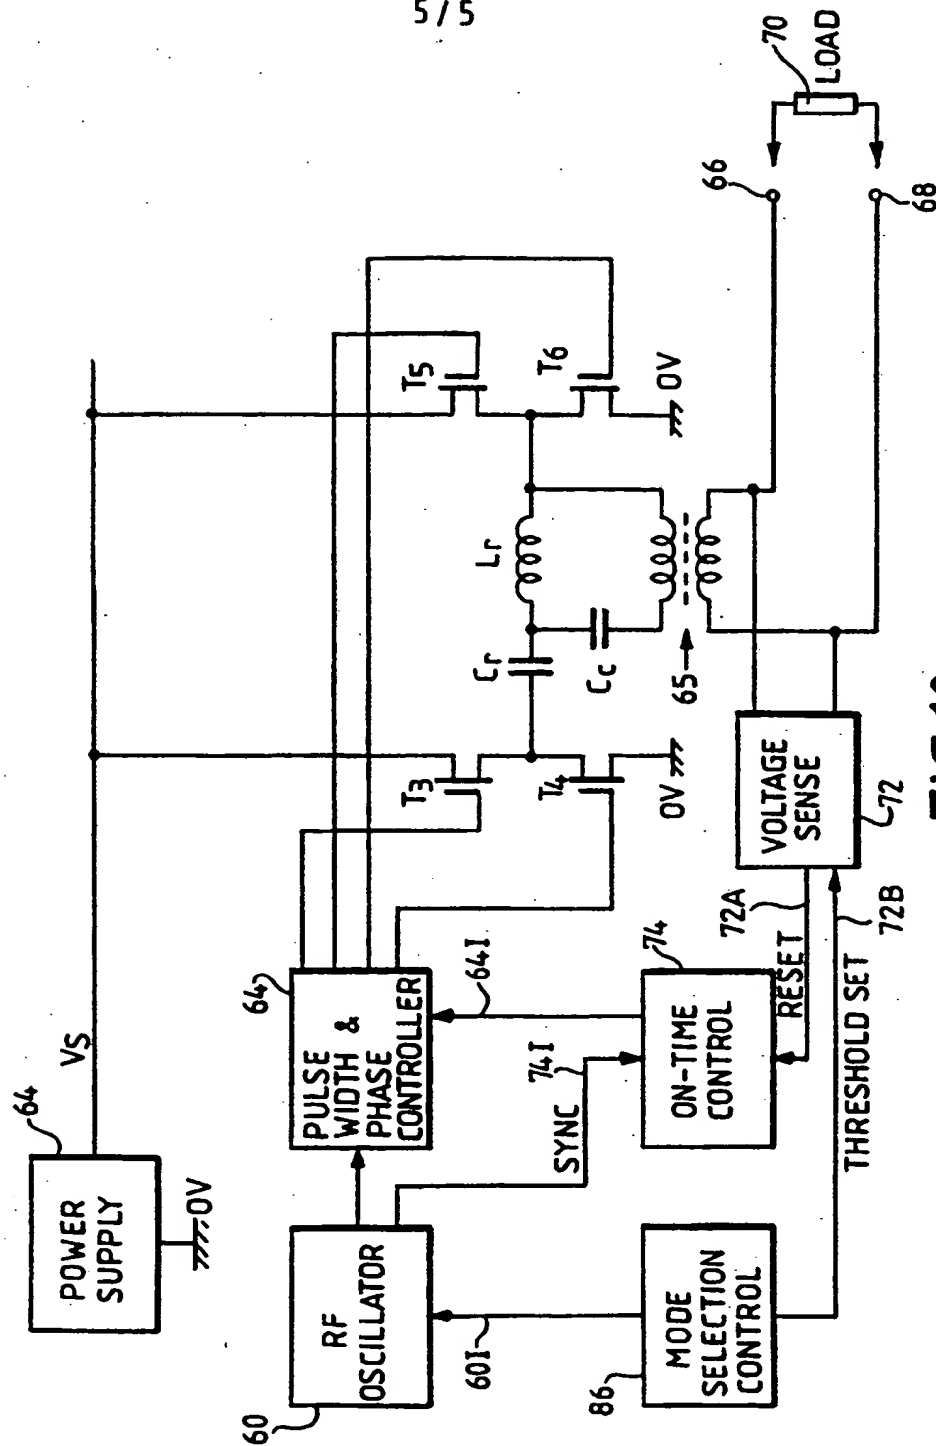 5/5
64
POWER
SUPPLY
0V
VS
60
RF
OSCILLATOR
64
PULSE
WIDTH &
PHASE
CONTROLLER
60I
SYNC
74I
64I
86
MODE
SELECTION
CONTROL
74
ON-TIME
CONTROL
RESET
72A
THRESHOLD SET
72B
VOLTAGE
SENSE
72
T3
T4
0V
Cr
Lr
Cc
65
T5
T6
0V
66
68
70
LOAD